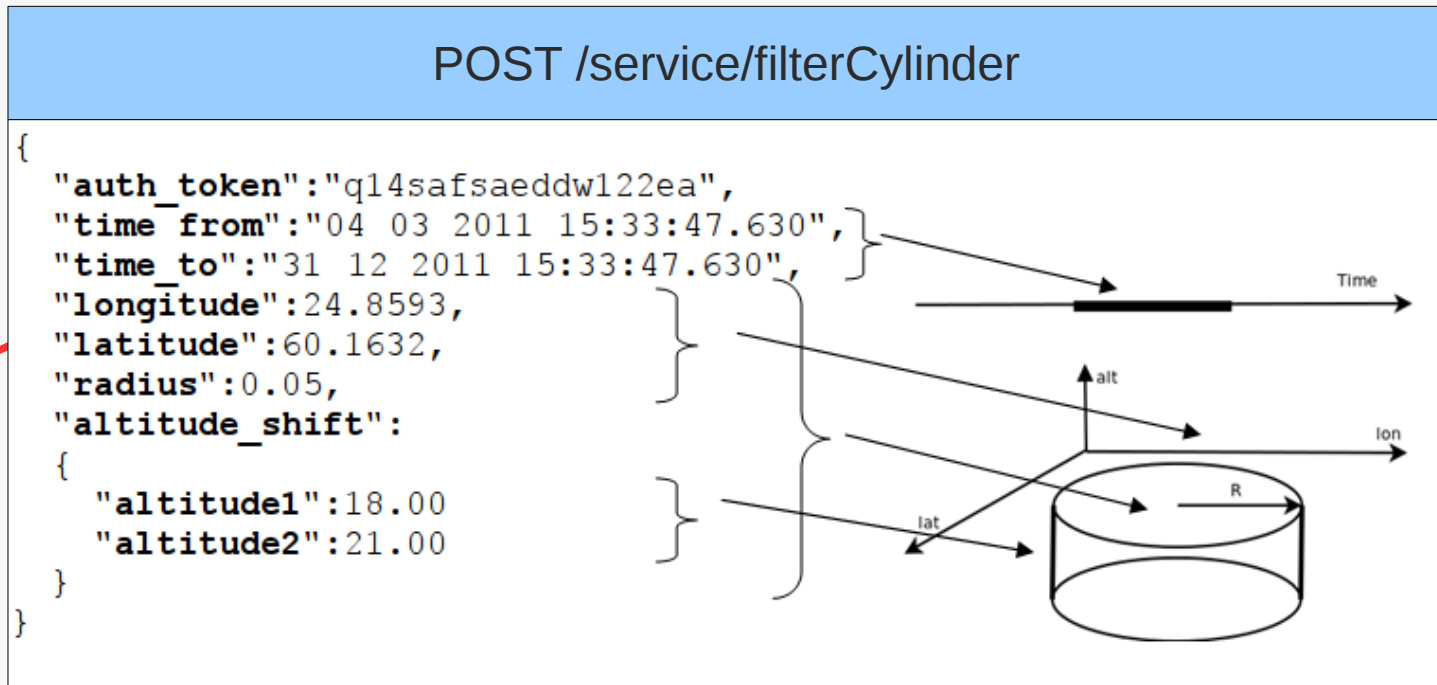 POST /service/filterCylinder
{
"auth_token":"q14safsaeddw122ea",
"time_from":"04 03 2011 15:33:47.630",
"time_to":"31 12 2011 15:33:47.630",
"longitude":24.8593,
"latitude":60.1632,
"radius":0.05,
"altitude_shift":
{
"altitude1":18.00
"altitude2":21.00
}
}
Time
alt
lon
R
lat